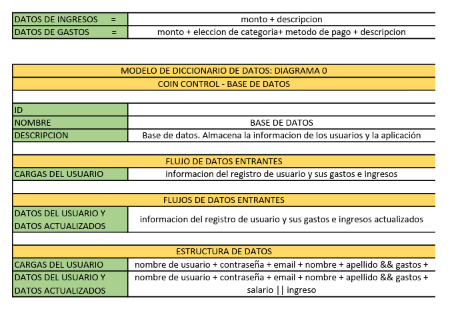 DATOS DE INGRESOS = monto + descripcion
DATOS DE GASTOS = monto + eleccion de categoria+ metodo de pago + descripcion
MODELO DE DICCIONARIO DE DATOS: DIAGRAMA 0
COIN CONTROL - BASE DE DATOS
ID
NOMBRE BASE DE DATOS
DESCRIPCION Base de datos. Almacena la informacion de los usuarios y la aplicación
FLUJO DE DATOS ENTRANTES
CARGAS DEL USUARIO informacion del registro de usuario y sus gastos e ingresos
FLUJOS DE DATOS ENTRANTES
DATOS DEL USUARIO Y
DATOS ACTUALIZADOS
informacion del registro de usuario y sus gastos e ingresos actualizados
ESTRUCTURA DE DATOS
CARGAS DEL USUARIO nombre de usuario + contraseña + email + nombre + apellido && gastos +
DATOS DEL USUARIO Y nombre de usuario + contraseña + email + nombre + apellido && gastos +
DATOS ACTUALIZADOS salario || ingreso